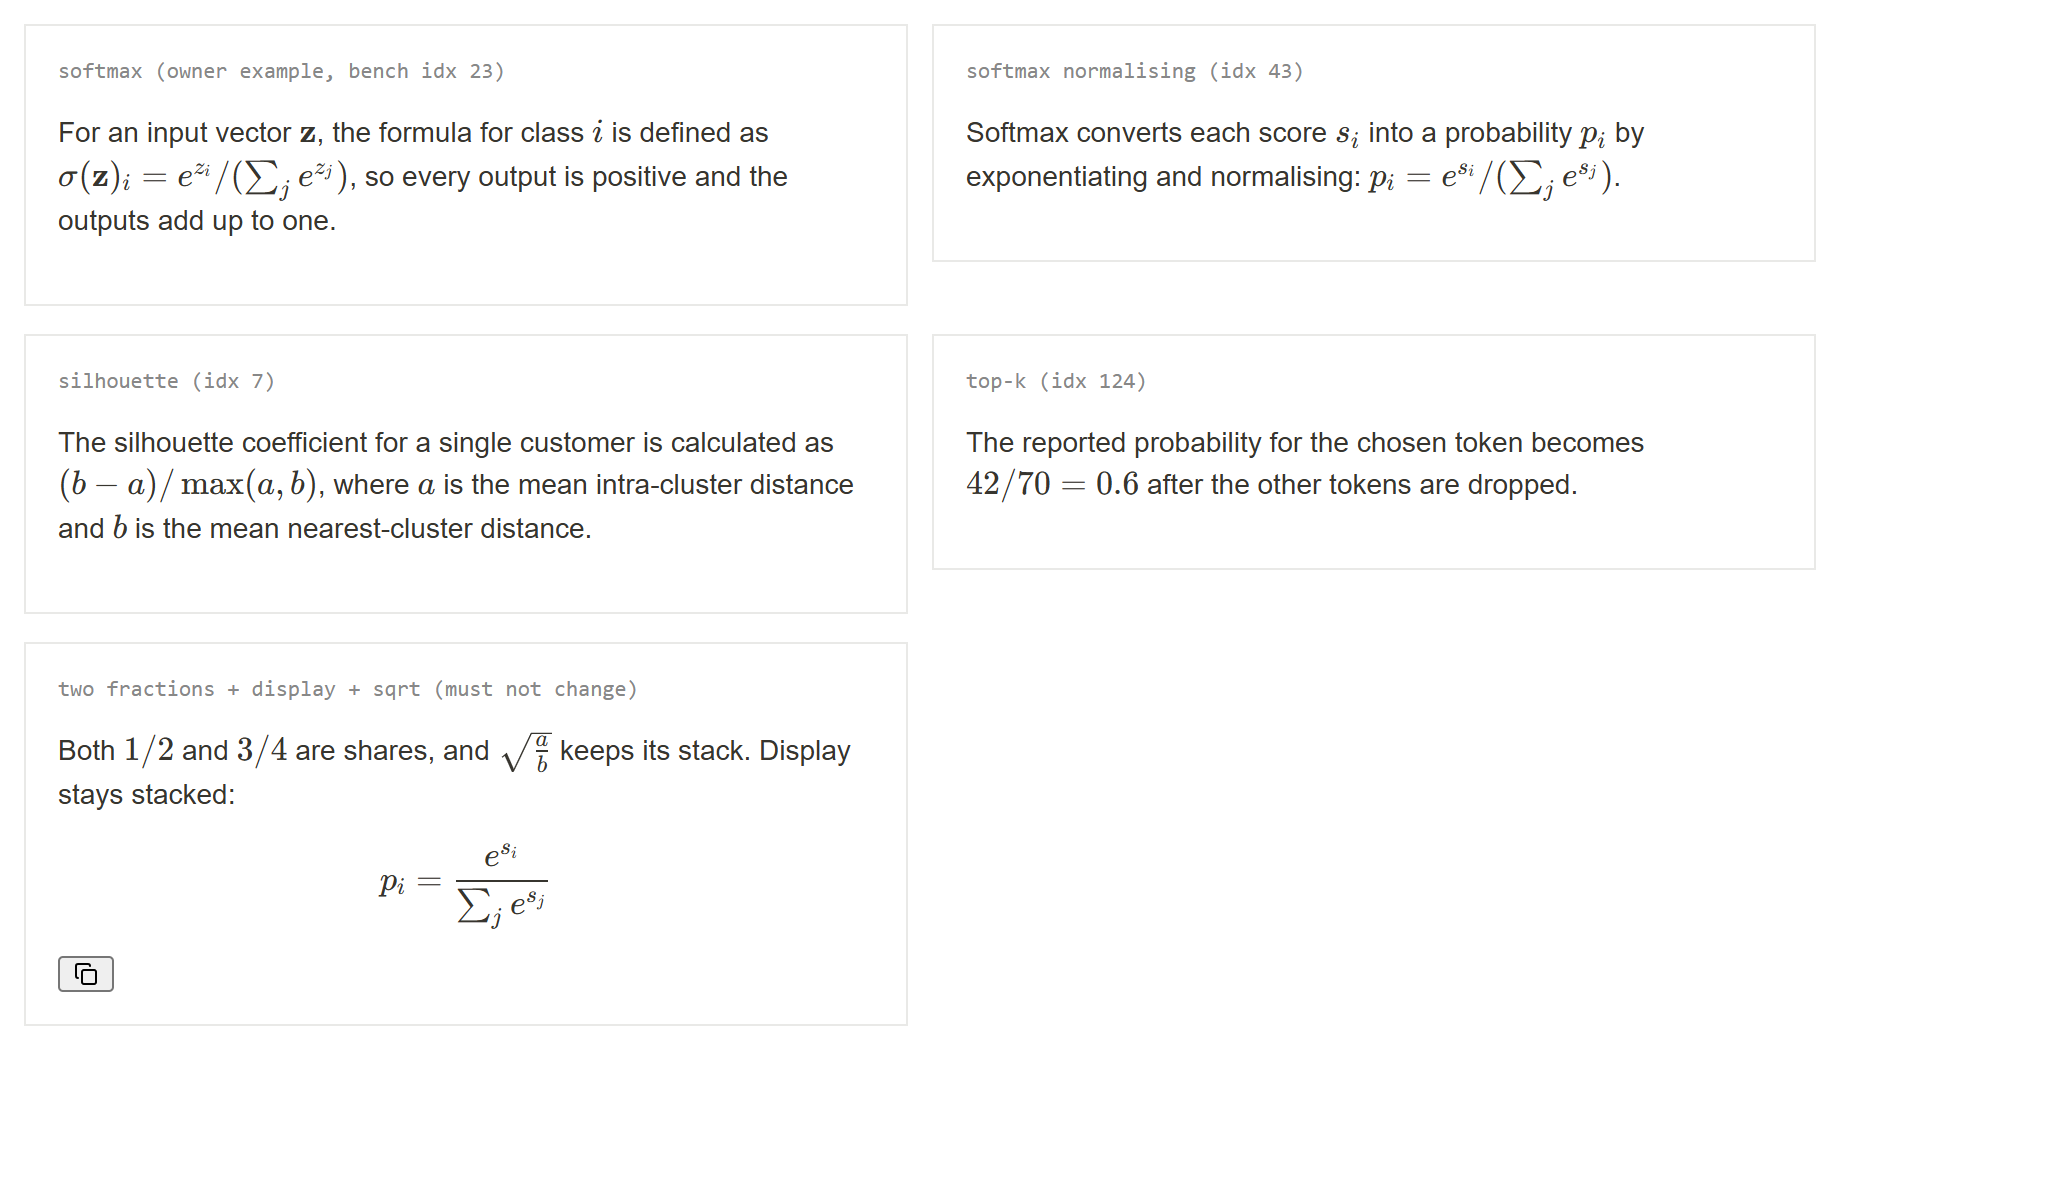 softmax (owner example, bench idx 23)
For an input vector 𝐳, the formula for class 𝑖 is defined as
σ(𝐳)ᵢ = e^{z_i}/(∑_j e^{z_j}), so every output is positive and the
outputs add up to one.
softmax normalising (idx 43)
Softmax converts each score s_i into a probability p_i by
exponentiating and normalising: p_i = e^{s_i}/(∑_j e^{s_j}).
silhouette (idx 7)
The silhouette coefficient for a single customer is calculated as
(b − a)/ max(a, b), where a is the mean intra-cluster distance
and b is the mean nearest-cluster distance.
top-k (idx 124)
The reported probability for the chosen token becomes
42/70 = 0.6 after the other tokens are dropped.
two fractions + display + sqrt (must not change)
Both 1/2 and 3/4 are shares, and √(a/b) keeps its stack. Display
stays stacked:
p_i = e^{s_i} / ∑_j e^{s_j}